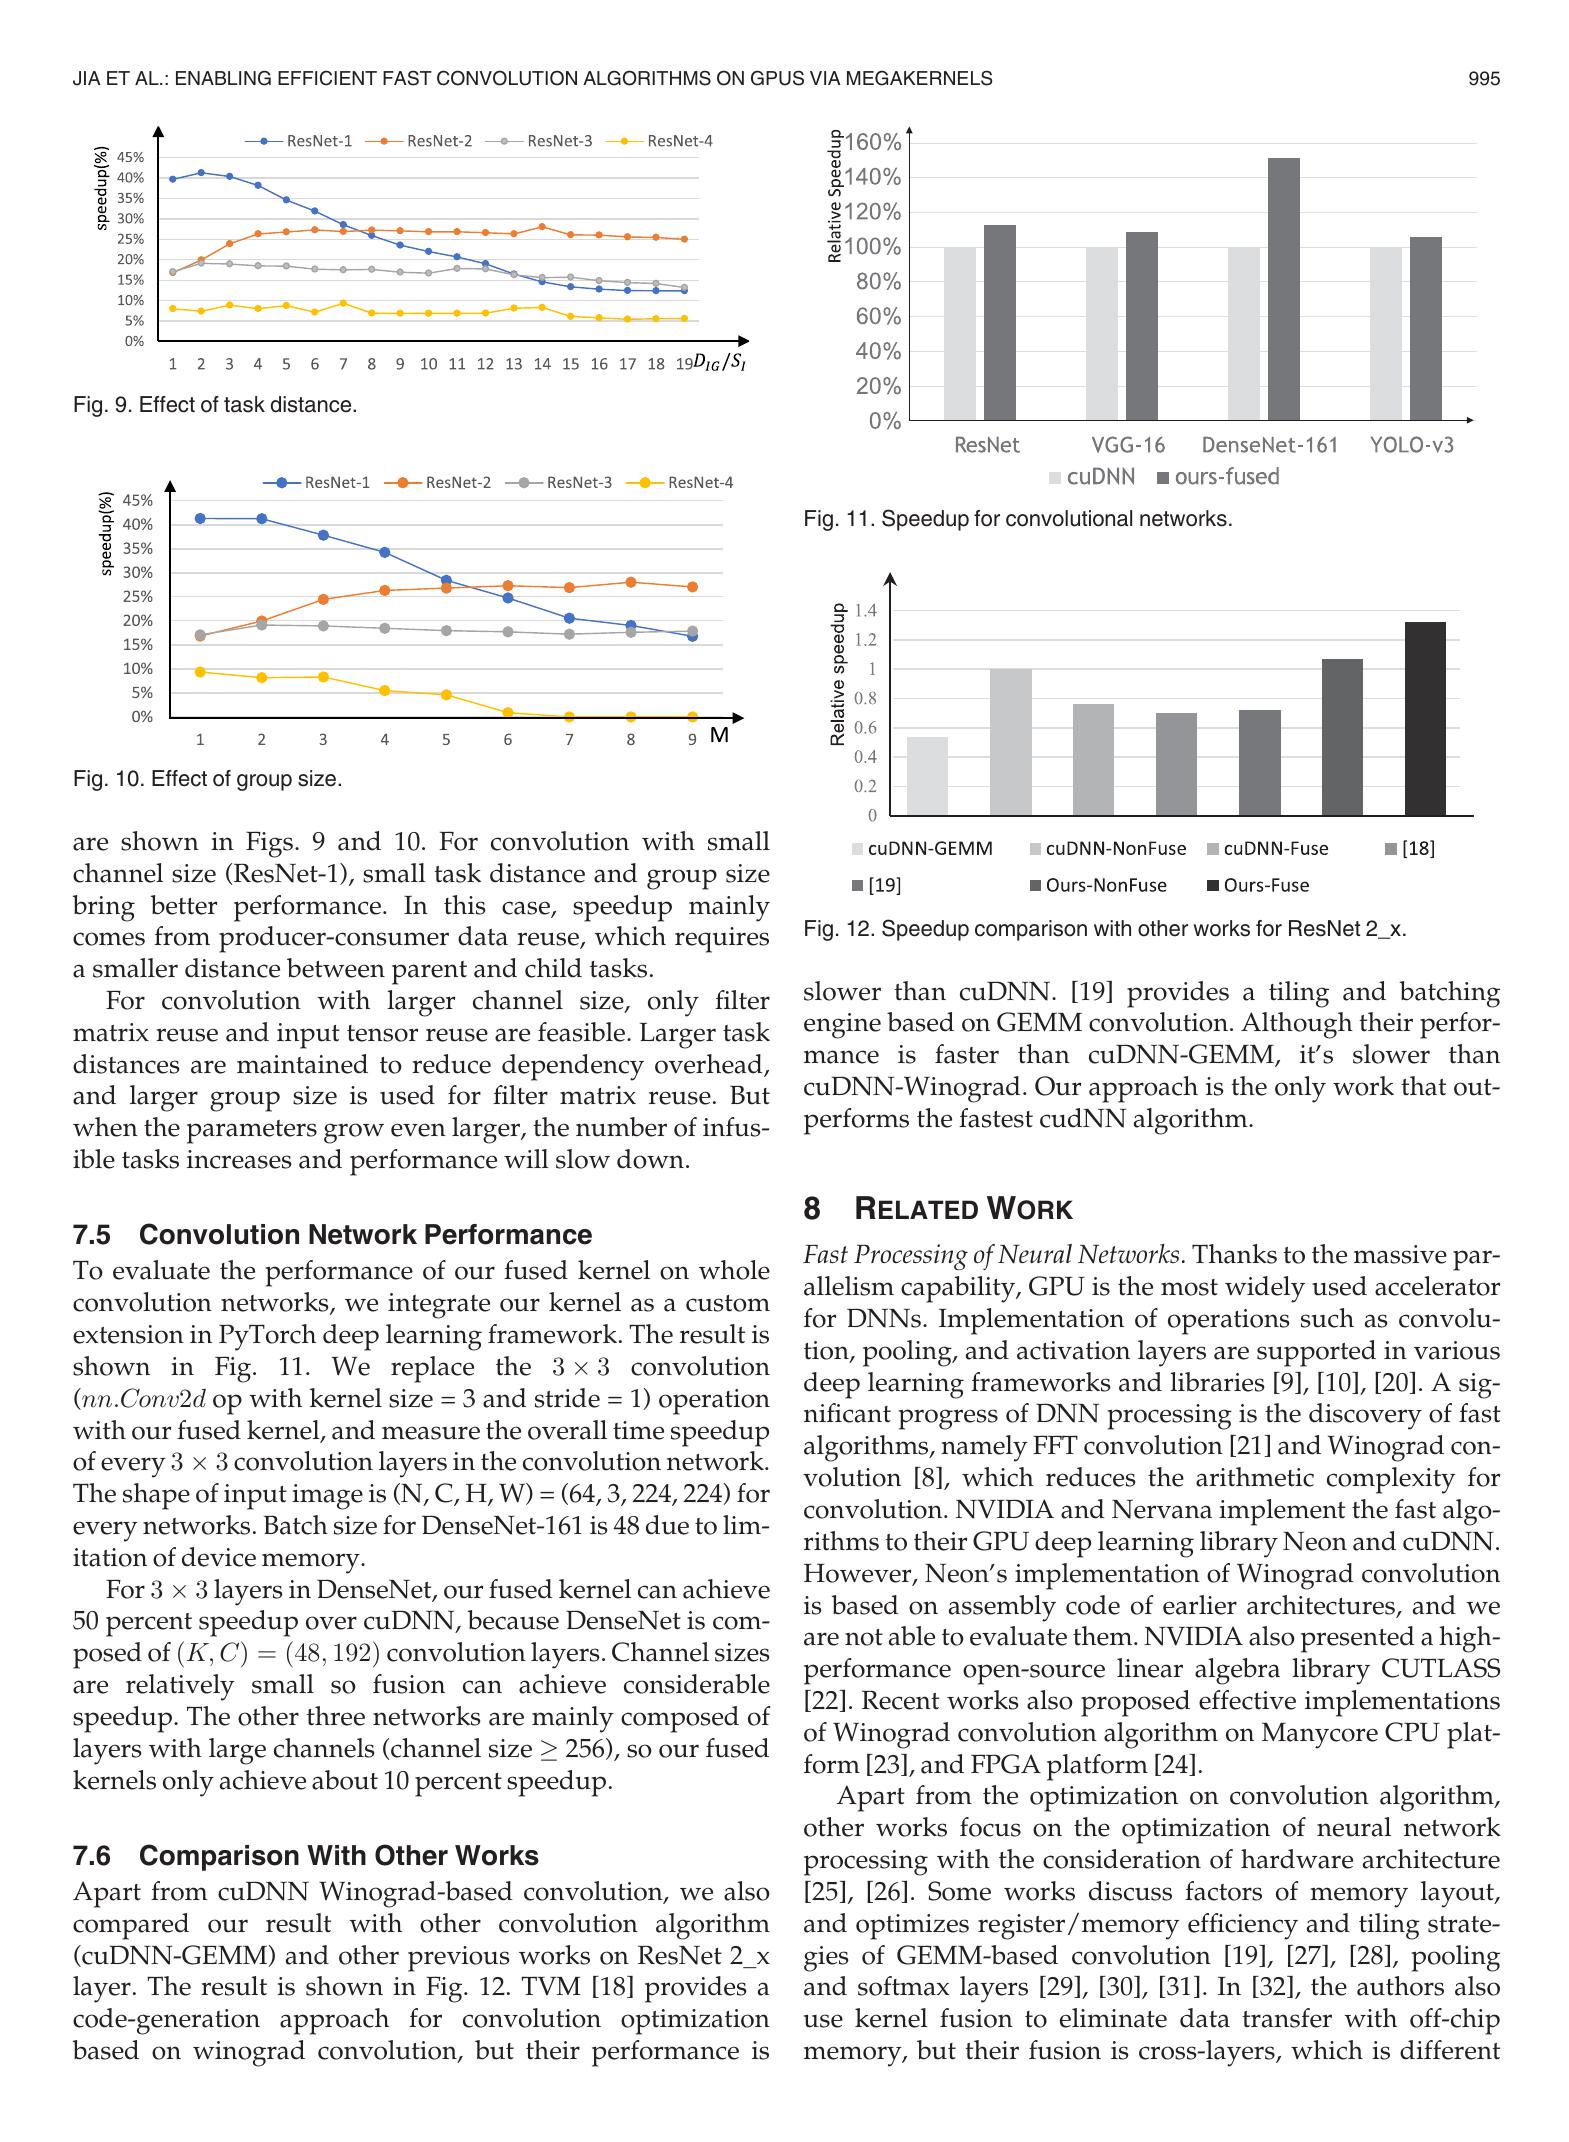 JIA ET AL.: ENABLING EFFICIENT FAST CONVOLUTION ALGORITHMS ON GPUS VIA MEGAKERNELS 995
speedup(%)
ResNet-1 ResNet-2 ResNet-3 ResNet-4
45%
40%
35%
30%
25%
20%
15%
10%
5%
0%
1 2 3 4 5 6 7 8 9 10 11 12 13 14 15 16 17 18 19 D_IG/S_I
Fig. 9. Effect of task distance.
speedup(%)
ResNet-1 ResNet-2 ResNet-3 ResNet-4
45%
40%
35%
30%
25%
20%
15%
10%
5%
0%
1 2 3 4 5 6 7 8 9 M
Fig. 10. Effect of group size.
are shown in Figs. 9 and 10. For convolution with small
channel size (ResNet-1), small task distance and group size
bring better performance. In this case, speedup mainly
comes from producer-consumer data reuse, which requires
a smaller distance between parent and child tasks.
For convolution with larger channel size, only filter
matrix reuse and input tensor reuse are feasible. Larger task
distances are maintained to reduce dependency overhead,
and larger group size is used for filter matrix reuse. But
when the parameters grow even larger, the number of infus-
ible tasks increases and performance will slow down.
7.5 Convolution Network Performance
To evaluate the performance of our fused kernel on whole
convolution networks, we integrate our kernel as a custom
extension in PyTorch deep learning framework. The result is
shown in Fig. 11. We replace the 3 × 3 convolution
(nn.Conv2d op with kernel size = 3 and stride = 1) operation
with our fused kernel, and measure the overall time speedup
of every 3 × 3 convolution layers in the convolution network.
The shape of input image is (N, C, H, W) = (64, 3, 224, 224) for
every networks. Batch size for DenseNet-161 is 48 due to lim-
itation of device memory.
For 3 × 3 layers in DenseNet, our fused kernel can achieve
50 percent speedup over cuDNN, because DenseNet is com-
posed of (K, C) = (48, 192) convolution layers. Channel sizes
are relatively small so fusion can achieve considerable
speedup. The other three networks are mainly composed of
layers with large channels (channel size ≥ 256), so our fused
kernels only achieve about 10 percent speedup.
7.6 Comparison With Other Works
Apart from cuDNN Winograd-based convolution, we also
compared our result with other convolution algorithm
(cuDNN-GEMM) and other previous works on ResNet 2_x
layer. The result is shown in Fig. 12. TVM [18] provides a
code-generation approach for convolution optimization
based on winograd convolution, but their performance is
Relative Speedup
160%
140%
120%
100%
80%
60%
40%
20%
0%
ResNet VGG-16 DenseNet-161 YOLO-v3
cuDNN ours-fused
Fig. 11. Speedup for convolutional networks.
Relative speedup
1.4
1.2
1
0.8
0.6
0.4
0.2
0
cuDNN-GEMM cuDNN-NonFuse cuDNN-Fuse [18]
[19] Ours-NonFuse Ours-Fuse
Fig. 12. Speedup comparison with other works for ResNet 2_x.
slower than cuDNN. [19] provides a tiling and batching
engine based on GEMM convolution. Although their perfor-
mance is faster than cuDNN-GEMM, it's slower than
cuDNN-Winograd. Our approach is the only work that out-
performs the fastest cudNN algorithm.
8 RELATED WORK
Fast Processing of Neural Networks. Thanks to the massive par-
allelism capability, GPU is the most widely used accelerator
for DNNs. Implementation of operations such as convolu-
tion, pooling, and activation layers are supported in various
deep learning frameworks and libraries [9], [10], [20]. A sig-
nificant progress of DNN processing is the discovery of fast
algorithms, namely FFT convolution [21] and Winograd con-
volution [8], which reduces the arithmetic complexity for
convolution. NVIDIA and Nervana implement the fast algo-
rithms to their GPU deep learning library Neon and cuDNN.
However, Neon's implementation of Winograd convolution
is based on assembly code of earlier architectures, and we
are not able to evaluate them. NVIDIA also presented a high-
performance open-source linear algebra library CUTLASS
[22]. Recent works also proposed effective implementations
of Winograd convolution algorithm on Manycore CPU plat-
form [23], and FPGA platform [24].
Apart from the optimization on convolution algorithm,
other works focus on the optimization of neural network
processing with the consideration of hardware architecture
[25], [26]. Some works discuss factors of memory layout,
and optimizes register/memory efficiency and tiling strate-
gies of GEMM-based convolution [19], [27], [28], pooling
and softmax layers [29], [30], [31]. In [32], the authors also
use kernel fusion to eliminate data transfer with off-chip
memory, but their fusion is cross-layers, which is different